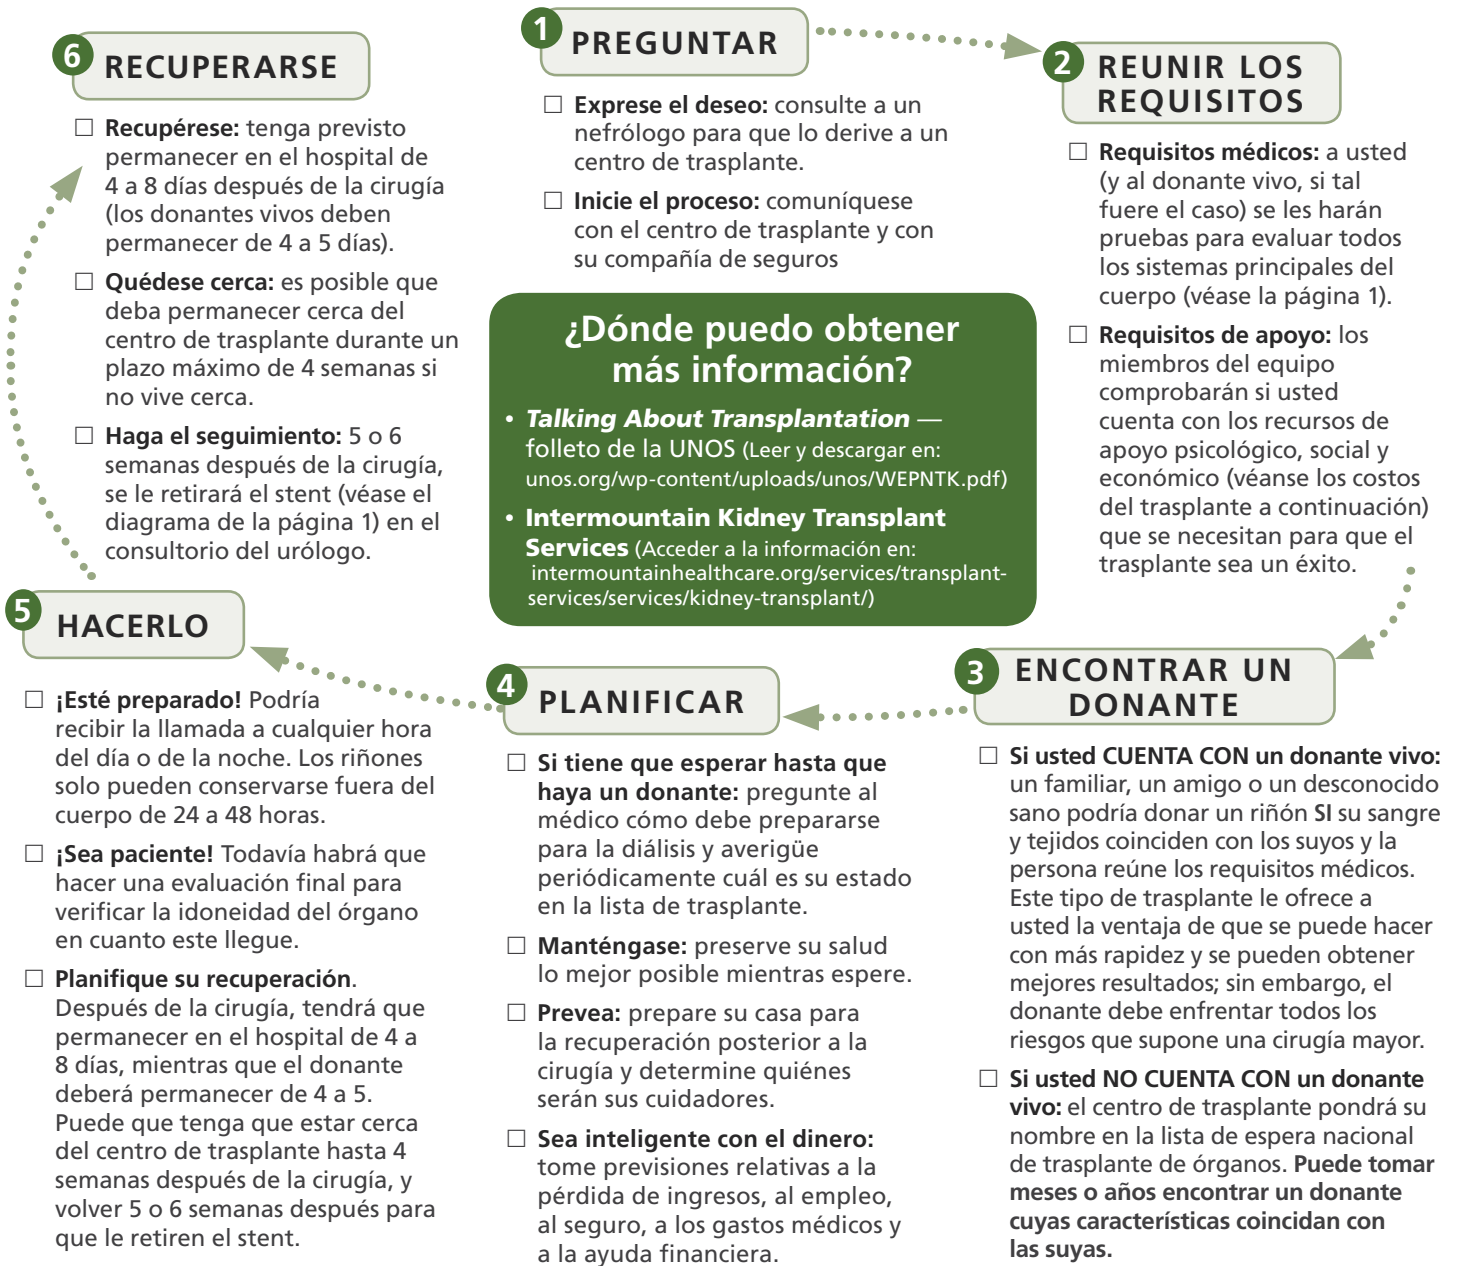 1 PREGUNTAR
☐ Exprese el deseo: consulte a un
nefrólogo para que lo derive a un
centro de trasplante.
☐ Inicie el proceso: comuníquese
con el centro de trasplante y con
su compañía de seguros
2 REUNIR LOS
REQUISITOS
☐ Requisitos médicos: a usted
(y al donante vivo, si tal
fuere el caso) se les harán
pruebas para evaluar todos
los sistemas principales del
cuerpo (véase la página 1).
☐ Requisitos de apoyo: los
miembros del equipo
comprobarán si usted
cuenta con los recursos de
apoyo psicológico, social y
económico (véanse los costos
del trasplante a continuación)
que se necesitan para que el
trasplante sea un éxito.
3 ENCONTRAR UN
DONANTE
☐ Si usted CUENTA CON un donante vivo:
un familiar, un amigo o un desconocido
sano podría donar un riñón SI su sangre
y tejidos coinciden con los suyos y la
persona reúne los requisitos médicos.
Este tipo de trasplante le ofrece a
usted la ventaja de que se puede hacer
con más rapidez y se pueden obtener
mejores resultados; sin embargo, el
donante debe enfrentar todos los
riesgos que supone una cirugía mayor.
☐ Si usted NO CUENTA CON un donante
vivo: el centro de trasplante pondrá su
nombre en la lista de espera nacional
de trasplante de órganos. Puede tomar
meses o años encontrar un donante
cuyas características coincidan con
las suyas.
4 PLANIFICAR
☐ Si tiene que esperar hasta que
haya un donante: pregunte al
médico cómo debe prepararse
para la diálisis y averigüe
periódicamente cuál es su estado
en la lista de trasplante.
☐ Manténgase: preserve su salud
lo mejor posible mientras espere.
☐ Prevea: prepare su casa para
la recuperación posterior a la
cirugía y determine quiénes
serán sus cuidadores.
☐ Sea inteligente con el dinero:
tome previsiones relativas a la
pérdida de ingresos, al empleo,
al seguro, a los gastos médicos y
a la ayuda financiera.
5 HACERLO
☐ ¡Esté preparado! Podría
recibir la llamada a cualquier hora
del día o de la noche. Los riñones
solo pueden conservarse fuera del
cuerpo de 24 a 48 horas.
☐ ¡Sea paciente! Todavía habrá que
hacer una evaluación final para
verificar la idoneidad del órgano
en cuanto este llegue.
☐ Planifique su recuperación.
Después de la cirugía, tendrá que
permanecer en el hospital de 4 a
8 días, mientras que el donante
deberá permanecer de 4 a 5.
Puede que tenga que estar cerca
del centro de trasplante hasta 4
semanas después de la cirugía, y
volver 5 o 6 semanas después para
que le retiren el stent.
6 RECUPERARSE
☐ Recupérese: tenga previsto
permanecer en el hospital de
4 a 8 días después de la cirugía
(los donantes vivos deben
permanecer de 4 a 5 días).
☐ Quédese cerca: es posible que
deba permanecer cerca del
centro de trasplante durante un
plazo máximo de 4 semanas si
no vive cerca.
☐ Haga el seguimiento: 5 o 6
semanas después de la cirugía,
se le retirará el stent (véase el
diagrama de la página 1) en el
consultorio del urólogo.
¿Dónde puedo obtener
más información?
• Talking About Transplantation —
folleto de la UNOS (Leer y descargar en:
unos.org/wp-content/uploads/unos/WEPNTK.pdf)
• Intermountain Kidney Transplant
Services (Acceder a la información en:
intermountainhealthcare.org/services/transplant-
services/services/kidney-transplant/)